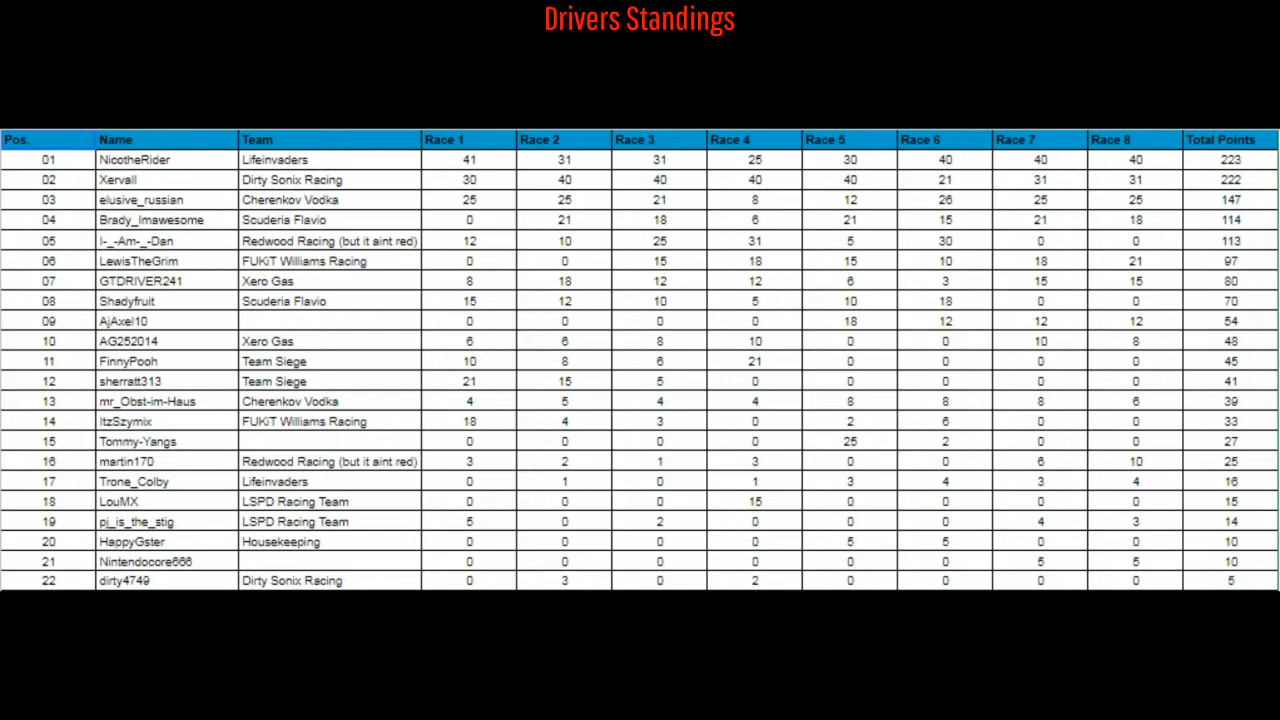 Drivers Standings
Pos. Name Team Race 1 Race 2 Race 3 Race 4 Race 5 Race 6 Race 7 Race 8 Total Points
01 NicotheRider Lifeinvaders 41 31 31 25 30 40 40 40 223
02 Xervall Dirty Sonix Racing 30 40 40 40 40 21 31 31 222
03 elusive_russian Cherenkov Vodka 25 25 21 8 12 26 25 25 147
04 Brady_Imawesome Scuderia Flavio 0 21 18 6 21 15 21 18 114
05 I-_-Am-_-Dan Redwood Racing (but it aint red) 12 10 25 31 5 30 0 0 113
06 LewisTheGrim FUKiT Williams Racing 0 0 15 18 15 10 18 21 97
07 GTDRIVER241 Xero Gas 8 18 12 12 6 3 15 15 80
08 Shadyfruit Scuderia Flavio 15 12 10 5 10 18 0 0 70
09 AjAxel10 0 0 0 0 18 12 12 12 54
10 AG252014 Xero Gas 6 6 8 10 0 0 10 8 48
11 FinnyPooh Team Siege 10 8 6 21 0 0 0 0 45
12 sherratt313 Team Siege 21 15 5 0 0 0 0 0 41
13 mr_Obst-im-Haus Cherenkov Vodka 4 5 4 4 8 8 8 6 39
14 ItzSzymix FUKiT Williams Racing 18 4 3 0 2 6 0 0 33
15 Tommy-Yangs 0 0 0 0 25 2 0 0 27
16 martin170 Redwood Racing (but it aint red) 3 2 1 3 0 0 6 10 25
17 Trone_Colby Lifeinvaders 0 1 0 1 3 4 3 4 16
18 LouMX LSPD Racing Team 0 0 0 15 0 0 0 0 15
19 pj_is_the_stig LSPD Racing Team 5 0 2 0 0 0 4 3 14
20 HappyGster Housekeeping 0 0 0 0 5 5 0 0 10
21 Nintendocore666 0 0 0 0 0 0 5 5 10
22 dirty4749 Dirty Sonix Racing 0 3 0 2 0 0 0 0 5